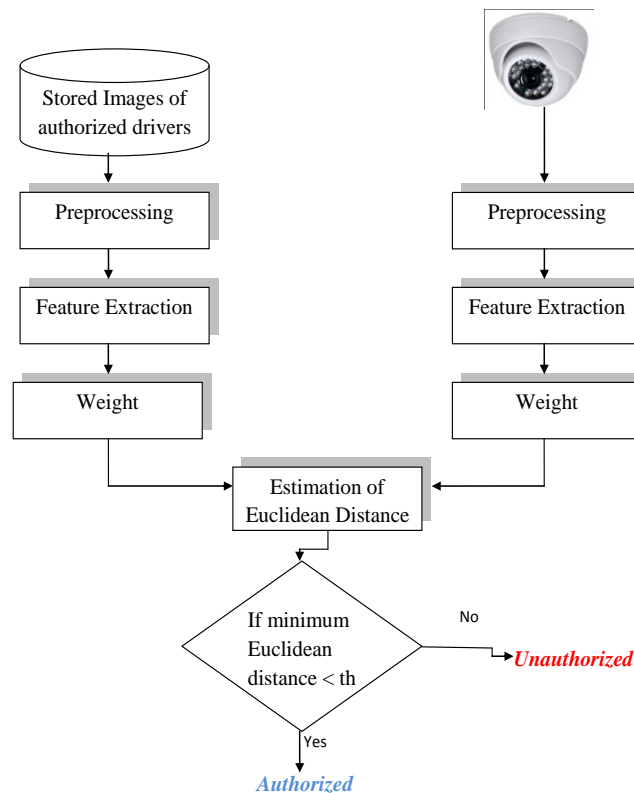 Stored Images of
authorized drivers
Preprocessing
Feature Extraction
Weight
Preprocessing
Feature Extraction
Weight
Estimation of
Euclidean Distance
If minimum
Euclidean
distance < th
No
Unauthorized
Yes
Authorized